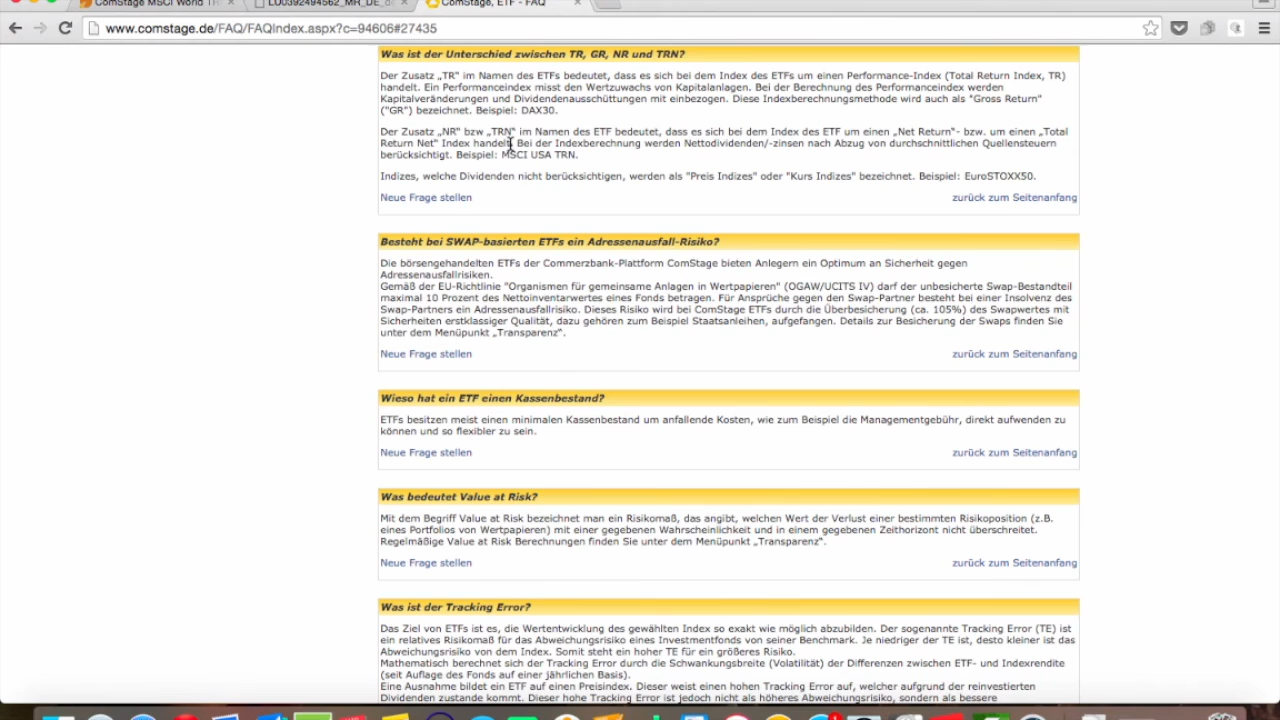 ComStage MSCI World TR
LU0392494562_MR_DE_
ComStage, ETF - FAQ
www.comstage.de/FAQ/FAQIndex.aspx?c=94606#27435
Was ist der Unterschied zwischen TR, GR, NR und TRN?
Der Zusatz „TR" im Namen des ETFs bedeutet, dass es sich bei dem Index des ETFs um einen Performance-Index (Total Return Index, TR)
handelt. Ein Performanceindex misst den Wertzuwachs von Kapitalanlagen. Bei der Berechnung des Performanceindex werden
Kapitalveränderungen und Dividendenausschüttungen mit einbezogen. Diese Indexberechnungsmethode wird auch als "Gross Return"
("GR") bezeichnet. Beispiel: DAX30.
Der Zusatz „NR" bzw „TRN" im Namen des ETF bedeutet, dass es sich bei dem Index des ETF um einen „Net Return"- bzw. um einen „Total
Return Net" Index handelt. Bei der Indexberechnung werden Nettodividenden/-zinsen nach Abzug von durchschnittlichen Quellensteuern
berücksichtigt. Beispiel: MSCI USA TRN.
Indizes, welche Dividenden nicht berücksichtigen, werden als "Preis Indizes" oder "Kurs Indizes" bezeichnet. Beispiel: EuroSTOXX50.
Neue Frage stellen zurück zum Seitenanfang
Besteht bei SWAP-basierten ETFs ein Adressenausfall-Risiko?
Die börsengehandelten ETFs der Commerzbank-Plattform ComStage bieten Anlegern ein Optimum an Sicherheit gegen
Adressenausfallrisiken.
Gemäß der EU-Richtlinie "Organismen für gemeinsame Anlagen in Wertpapieren" (OGAW/UCITS IV) darf der unbesicherte Swap-Bestandteil
maximal 10 Prozent des Nettoinventarwertes eines Fonds betragen. Für Ansprüche gegen den Swap-Partner besteht bei einer Insolvenz des
Swap-Partners ein Adressenausfallrisiko. Dieses Risiko wird bei ComStage ETFs durch die Überbesicherung (ca. 105%) des Swapwertes mit
Sicherheiten erstklassiger Qualität, dazu gehören zum Beispiel Staatsanleihen, aufgefangen. Details zur Besicherung der Swaps finden Sie
unter dem Menüpunkt „Transparenz".
Neue Frage stellen zurück zum Seitenanfang
Wieso hat ein ETF einen Kassenbestand?
ETFs besitzen meist einen minimalen Kassenbestand um anfallende Kosten, wie zum Beispiel die Managementgebühr, direkt aufwenden zu
können und so flexibler zu sein.
Neue Frage stellen zurück zum Seitenanfang
Was bedeutet Value at Risk?
Mit dem Begriff Value at Risk bezeichnet man ein Risikomaß, das angibt, welchen Wert der Verlust einer bestimmten Risikoposition (z.B.
eines Portfolios von Wertpapieren) mit einer gegebenen Wahrscheinlichkeit und in einem gegebenen Zeithorizont nicht überschreitet.
Regelmäßige Value at Risk Berechnungen finden Sie unter dem Menüpunkt „Transparenz".
Neue Frage stellen zurück zum Seitenanfang
Was ist der Tracking Error?
Das Ziel von ETFs ist es, die Wertentwicklung des gewählten Index so exakt wie möglich abzubilden. Der sogenannte Tracking Error (TE) ist
ein relatives Risikomaß für das Abweichungsrisiko eines Investmentfonds von seiner Benchmark. Je niedriger der TE ist, desto kleiner ist das
Abweichungsrisiko von dem Index. Somit steht ein hoher TE für ein größeres Risiko.
Mathematisch berechnet sich der Tracking Error durch die Schwankungsbreite (Volatilität) der Differenzen zwischen ETF- und Indexrendite
(seit Auflage des Fonds auf einer jährlichen Basis).
Eine Ausnahme bildet ein ETF auf einen Preisindex. Dieser weist einen hohen Tracking Error auf, welcher aufgrund der reinvestierten
Dividenden zustande kommt. Dieser hohe Tracking Error ist jedoch nicht als höheres Abweichungsrisiko, sondern als bessere